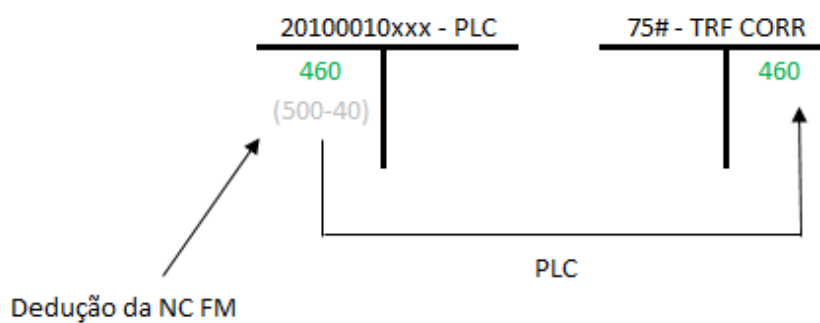 20100010xxx - PLC
75# - TRF CORR
460
460
(500-40)
PLC
Dedução da NC FM